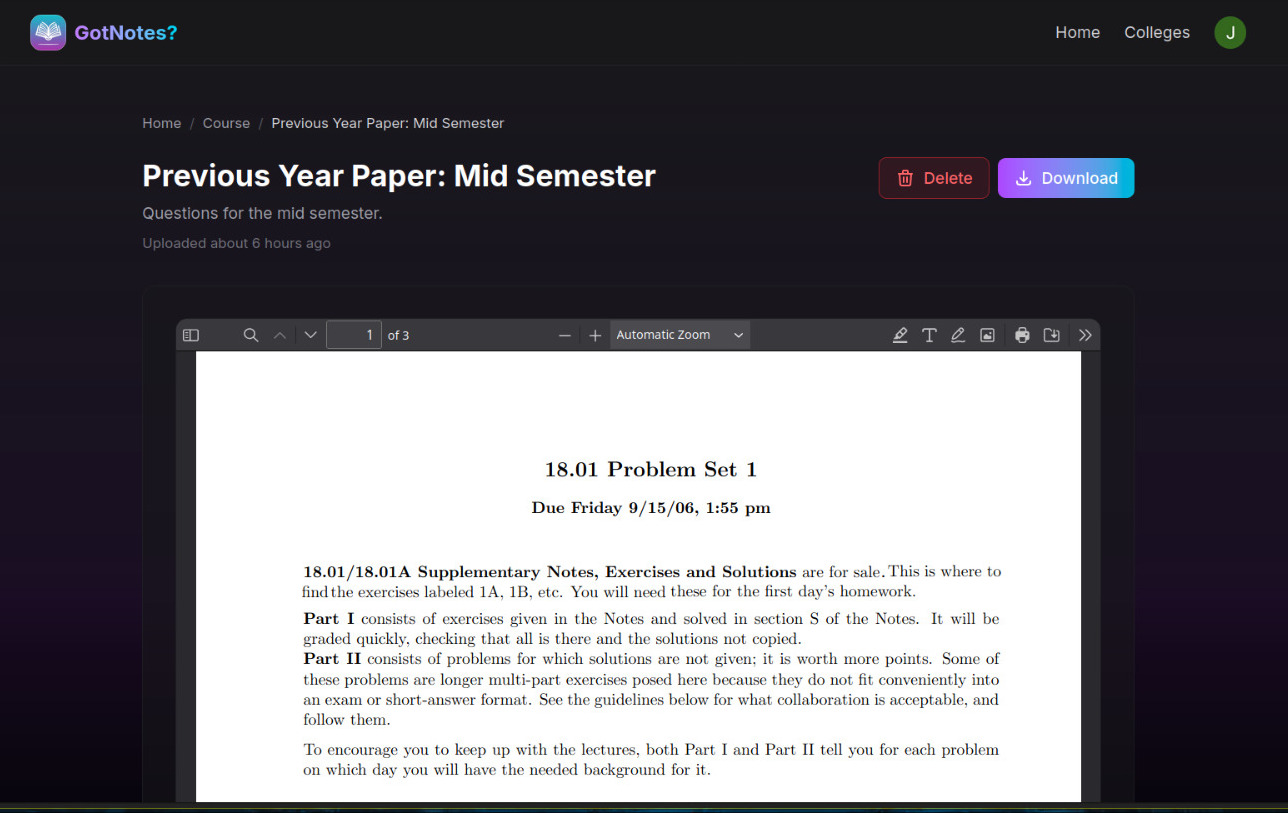 GotNotes?
Home Colleges J
Home / Course / Previous Year Paper: Mid Semester
Previous Year Paper: Mid Semester
Delete Download
Questions for the mid semester.
Uploaded about 6 hours ago
1 of 3 Automatic Zoom
18.01 Problem Set 1
Due Friday 9/15/06, 1:55 pm
18.01/18.01A Supplementary Notes, Exercises and Solutions are for sale. This is where to
find the exercises labeled 1A, 1B, etc. You will need these for the first day's homework.
Part I consists of exercises given in the Notes and solved in section S of the Notes. It will be
graded quickly, checking that all is there and the solutions not copied.
Part II consists of problems for which solutions are not given; it is worth more points. Some of
these problems are longer multi-part exercises posed here because they do not fit conveniently into
an exam or short-answer format. See the guidelines below for what collaboration is acceptable, and
follow them.
To encourage you to keep up with the lectures, both Part I and Part II tell you for each problem
on which day you will have the needed background for it.